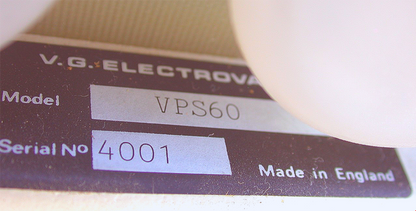 V.G. ELECTROVA
Model VPS60
Serial No 4001
Made in England